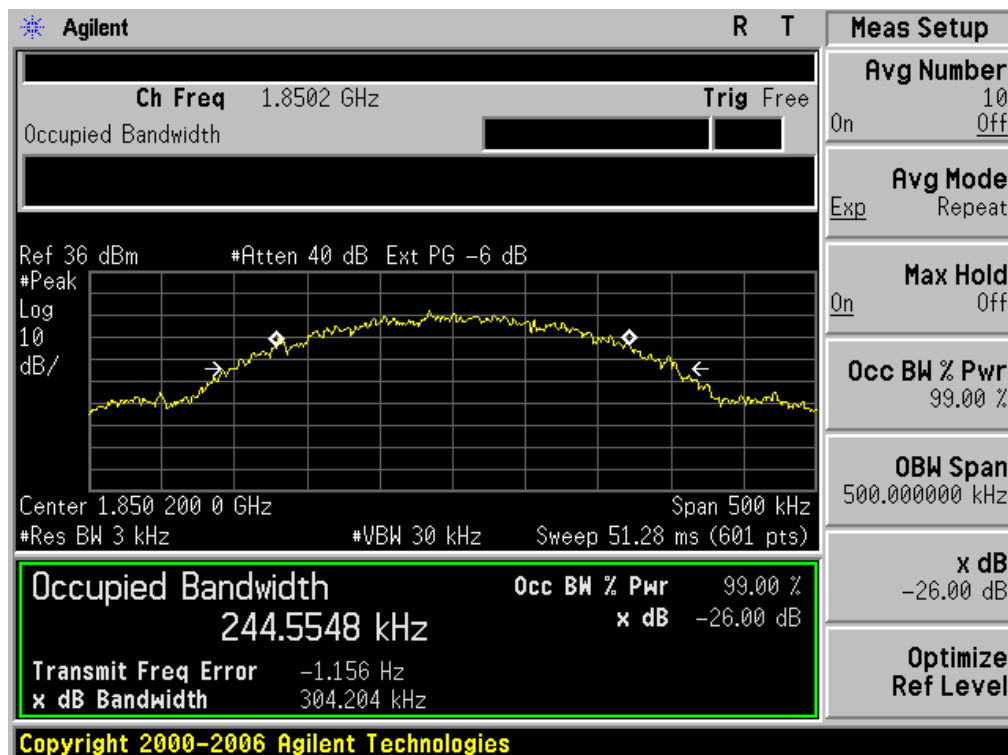 Agilent R T
Ch Freq 1.8502 GHz Trig Free
Occupied Bandwidth
Ref 36 dBm #Atten 40 dB Ext PG -6 dB
#Peak
Log
10
dB/
Center 1.850 200 0 GHz Span 500 kHz
#Res BW 3 kHz #VBW 30 kHz Sweep 51.28 ms (601 pts)
Occupied Bandwidth Occ BW % Pwr 99.00 %
244.5548 kHz x dB -26.00 dB
Transmit Freq Error -1.156 Hz
x dB Bandwidth 304.204 kHz
Copyright 2000-2006 Agilent Technologies
Meas Setup
Avg Number
10
On Off
Avg Mode
Exp Repeat
Max Hold
On Off
Occ BW % Pwr
99.00 %
OBW Span
500.000000 kHz
x dB
-26.00 dB
Optimize
Ref Level